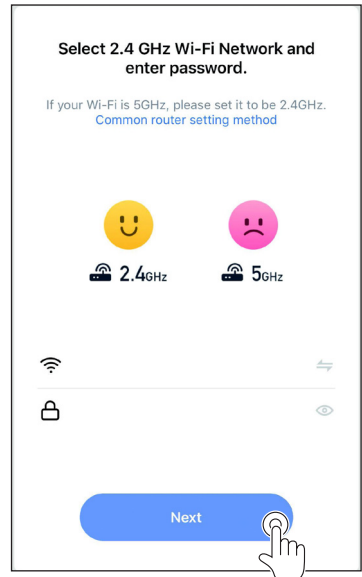 Select 2.4 GHz Wi-Fi Network and
enter password.
If your Wi-Fi is 5GHz, please set it to be 2.4GHz.
Common router setting method
2.4GHz 5GHz
Next